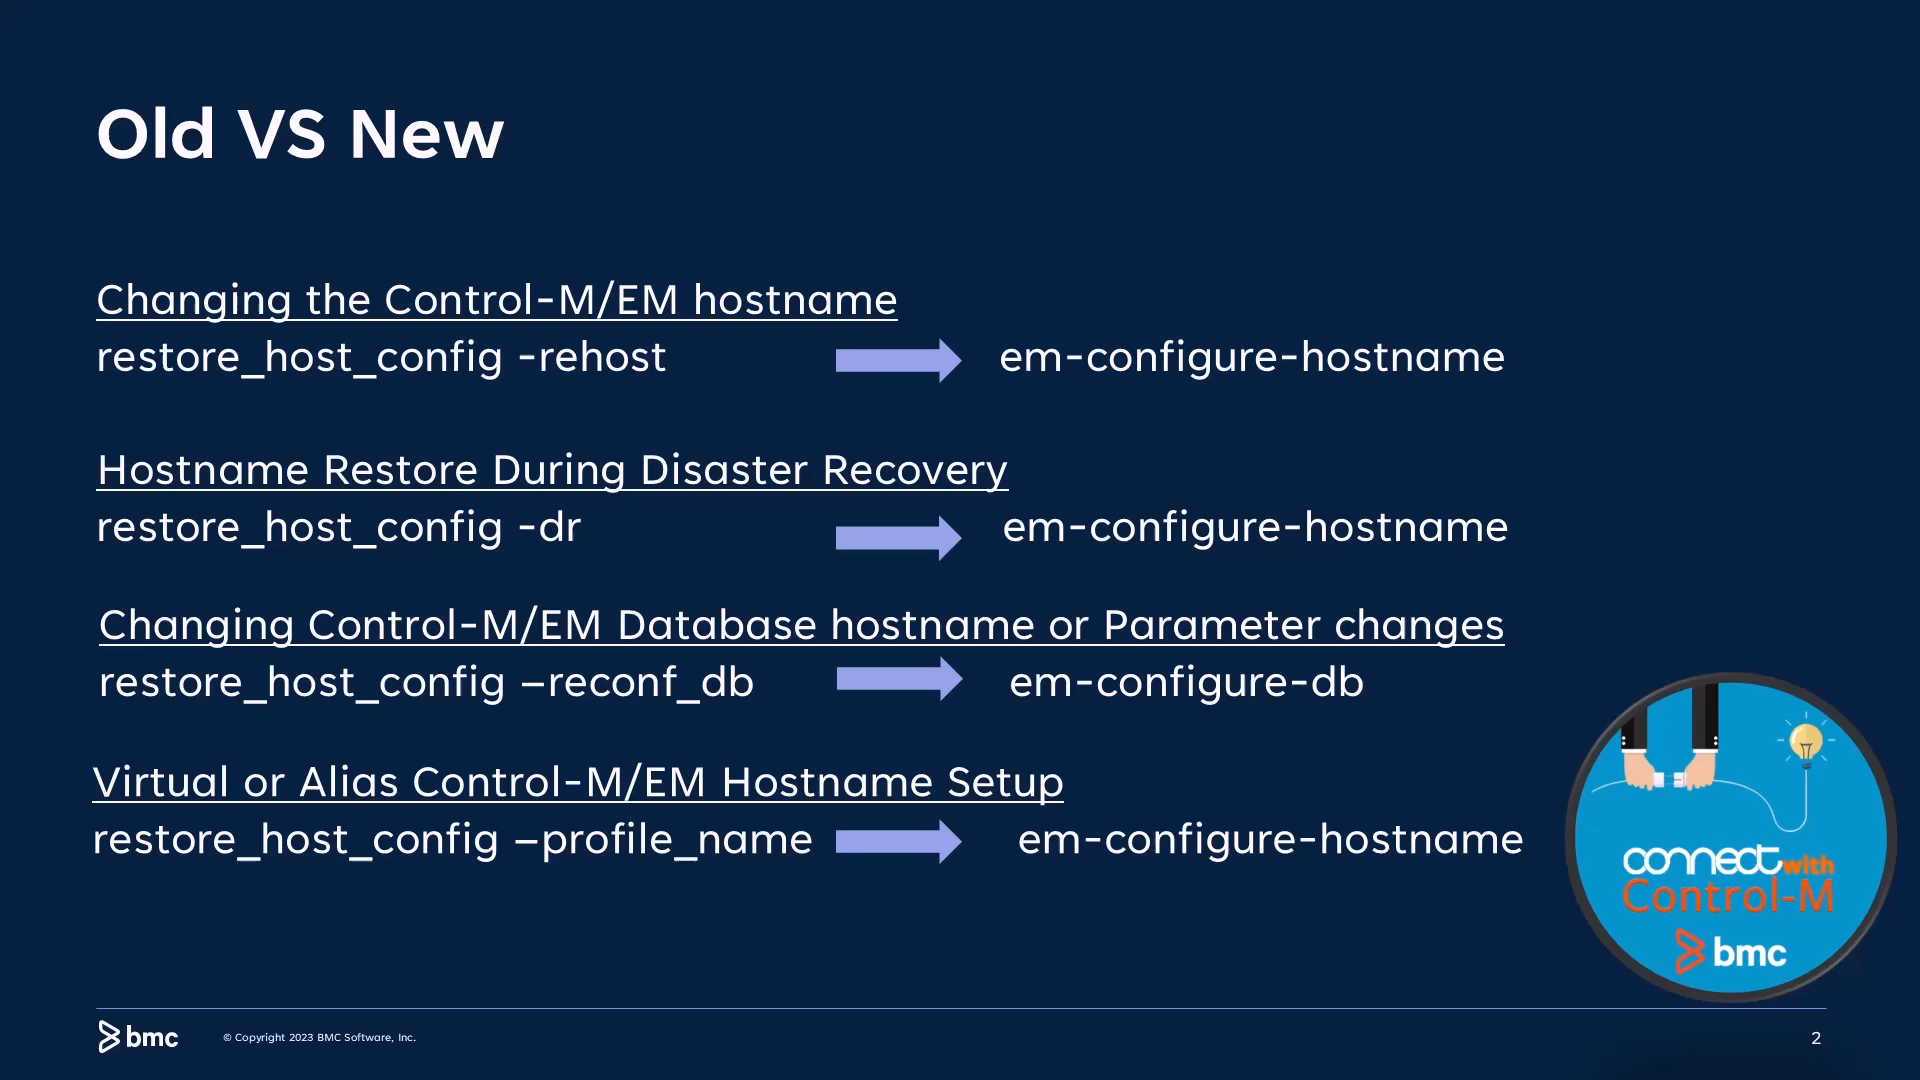 Old VS New
Changing the Control-M/EM hostname
restore_host_config -rehost em-configure-hostname
Hostname Restore During Disaster Recovery
restore_host_config -dr em-configure-hostname
Changing Control-M/EM Database hostname or Parameter changes
restore_host_config –reconf_db em-configure-db
Virtual or Alias Control-M/EM Hostname Setup
restore_host_config –profile_name em-configure-hostname
connect with
Control-M
bmc
bmc © Copyright 2023 BMC Software, Inc. 2